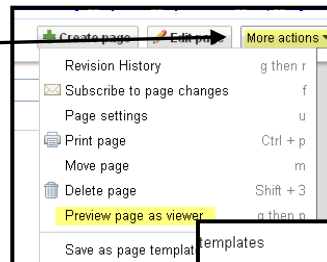 Create page Edit page More actions
Revision History g then r
Subscribe to page changes f
Page settings u
Print page Ctrl + p
Move page m
Delete page Shift + 3
Preview page as viewer g then p
Save as page templat
templates